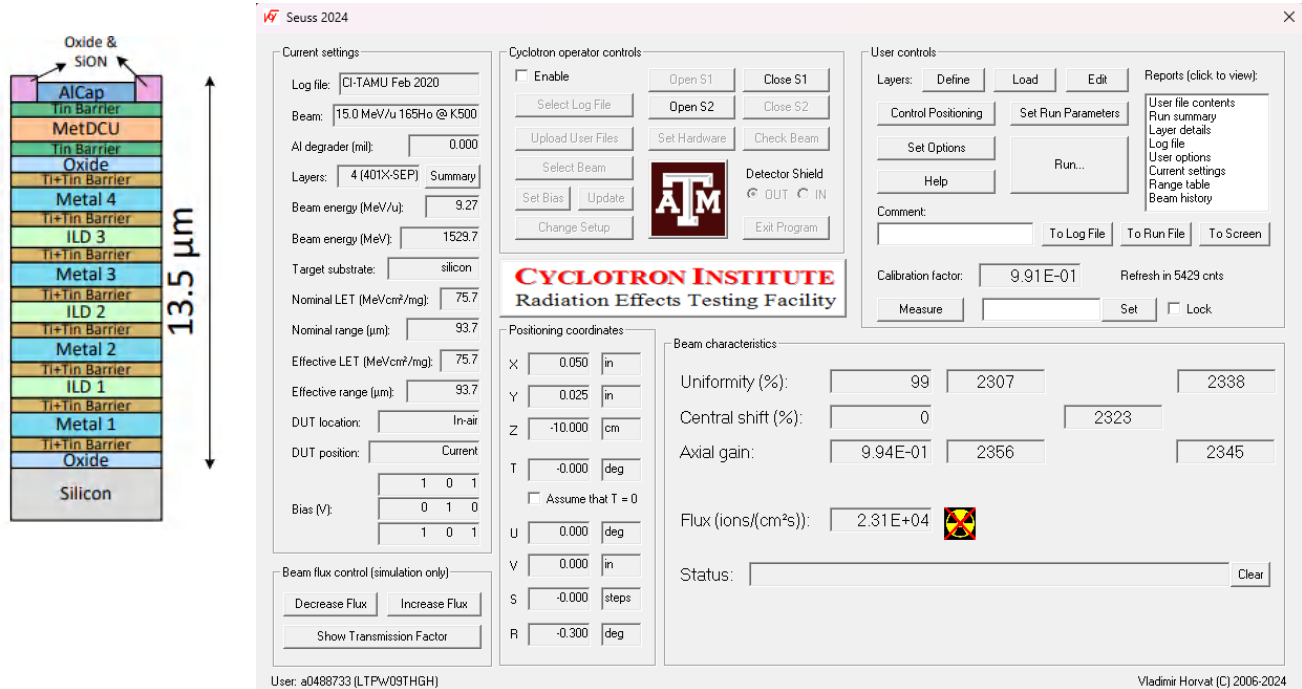 Oxide &
SiON
AlCap
Tin Barrier
MetDCU
Tin Barrier
Oxide
Ti+Tin Barrier
Metal 4
Ti+Tin Barrier
ILD 3
Ti+Tin Barrier
Metal 3
Ti+Tin Barrier
ILD 2
Ti+Tin Barrier
Metal 2
Ti+Tin Barrier
ILD 1
Ti+Tin Barrier
Metal 1
Ti+Tin Barrier
Oxide
Silicon
13.5 µm
Seuss 2024
Current settings
Log file: CI-TAMU Feb 2020
Beam: 15.0 MeV/u 165Ho @ K500
Al degrader (mil): 0.000
Layers: 4 (401X-SEP) Summary
Beam energy (MeV/u): 9.27
Beam energy (MeV): 1529.7
Target substrate: silicon
Nominal LET (MeVcm²/mg): 75.7
Nominal range (µm): 93.7
Effective LET (MeVcm²/mg): 75.7
Effective range (µm): 93.7
DUT location: In-air
DUT position: Current
1 0 1
Bias (V): 0 1 0
1 0 1
Beam flux control (simulation only)
Decrease Flux Increase Flux
Show Transmission Factor
User: a0488733 (LTPW09THGH)
Cyclotron operator controls
Enable Open S1 Close S1
Select Log File Open S2 Close S2
Upload User Files Set Hardware Check Beam
Select Beam Detector Shield
Set Bias Update OUT IN
Change Setup Exit Program
A T M
CYCLOTRON INSTITUTE
Radiation Effects Testing Facility
Positioning coordinates
X 0.050 in
Y 0.025 in
Z -10.000 cm
T -0.000 deg
Assume that T = 0
U 0.000 deg
V 0.000 in
S -0.000 steps
R -0.300 deg
User controls
Layers: Define Load Edit
Control Positioning Set Run Parameters
Set Options Run...
Help
Reports (click to view):
User file contents
Run summary
Layer details
Log file
User options
Current settings
Range table
Beam history
Comment:
To Log File To Run File To Screen
Calibration factor: 9.91E-01 Refresh in 5429 cnts
Measure Set Lock
Beam characteristics
Uniformity (%): 99 2307 2338
Central shift (%): 0 2323
Axial gain: 9.94E-01 2356 2345
Flux (ions/(cm²s)): 2.31E+04
Status: Clear
Vladimir Horvat (C) 2006-2024